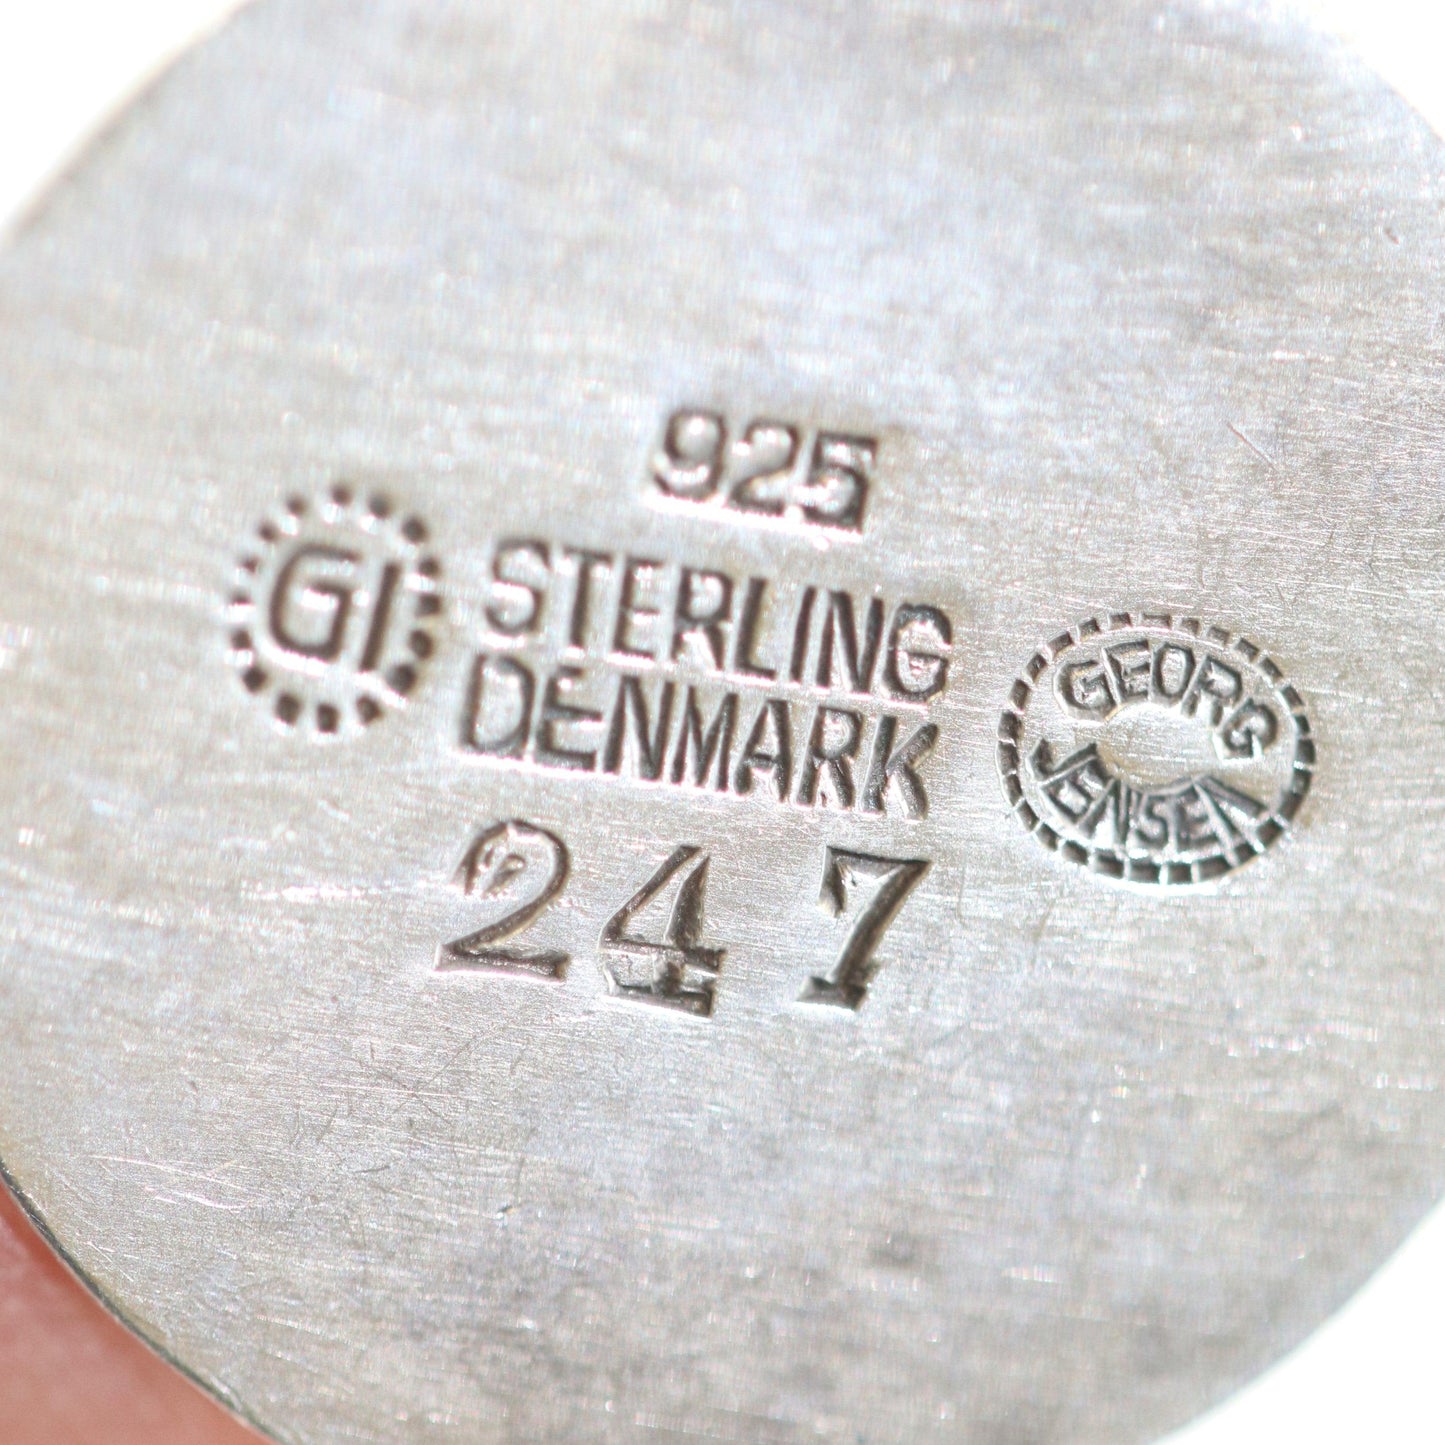 925
GI
STERLING
DENMARK
GEORG
JENSEN
247